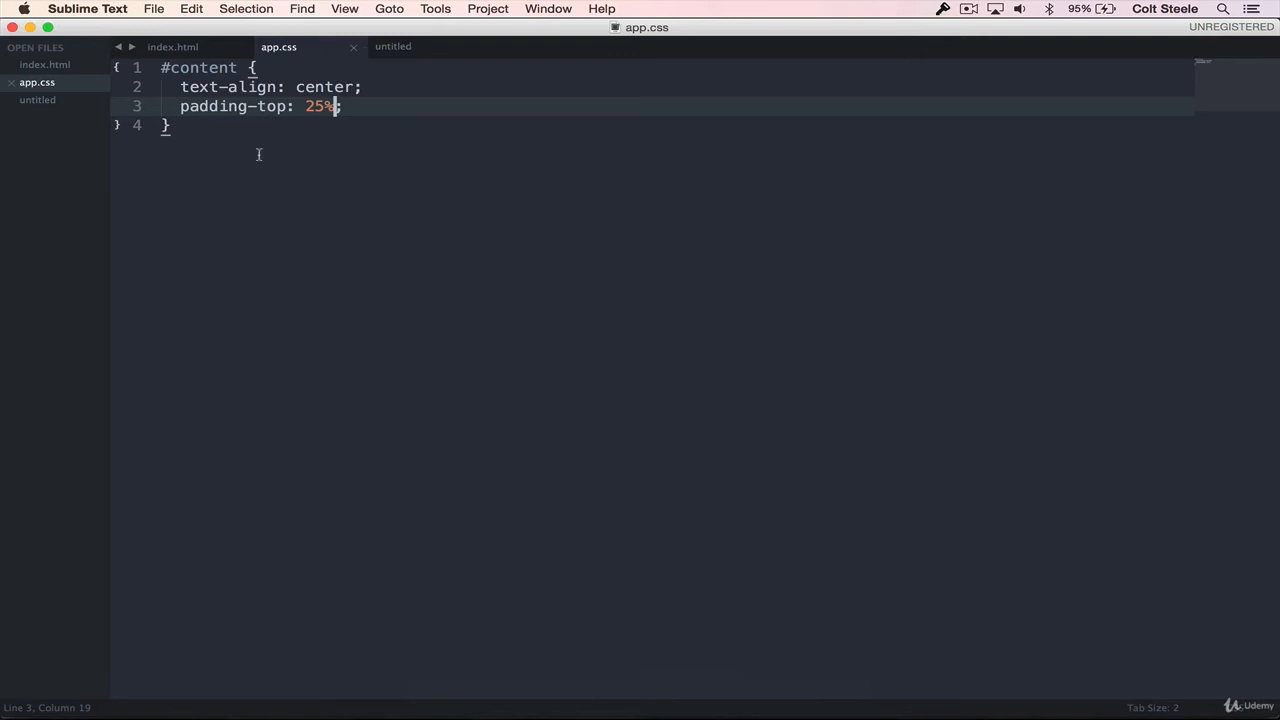 Sublime Text File Edit Selection Find View Goto Tools Project Window Help 95% Colt Steele
app.css UNREGISTERED
OPEN FILES index.html app.css untitled
index.html
app.css
untitled
{ 1 #content {
2 text-align: center;
3 padding-top: 25%;
} 4 }
Line 3, Column 19 Tab Size: 2 Udemy